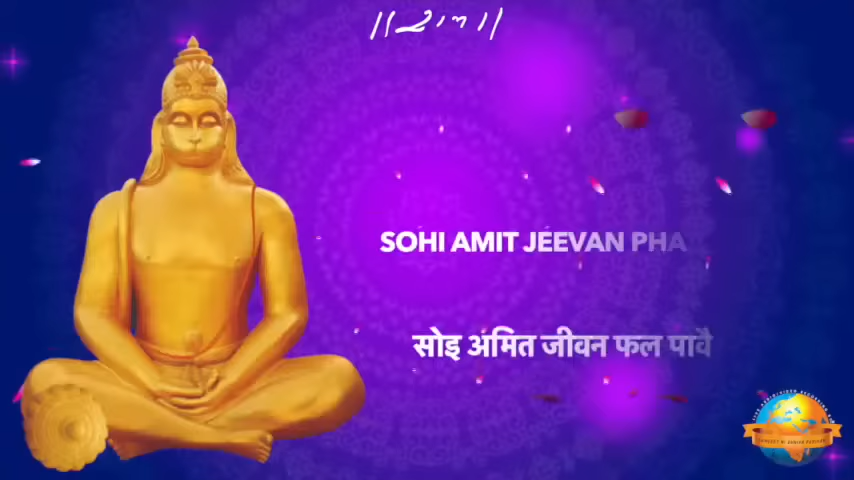 ||राम||
SOHI AMIT JEEVAN PHA
सोइ अमित जीवन फल पावै